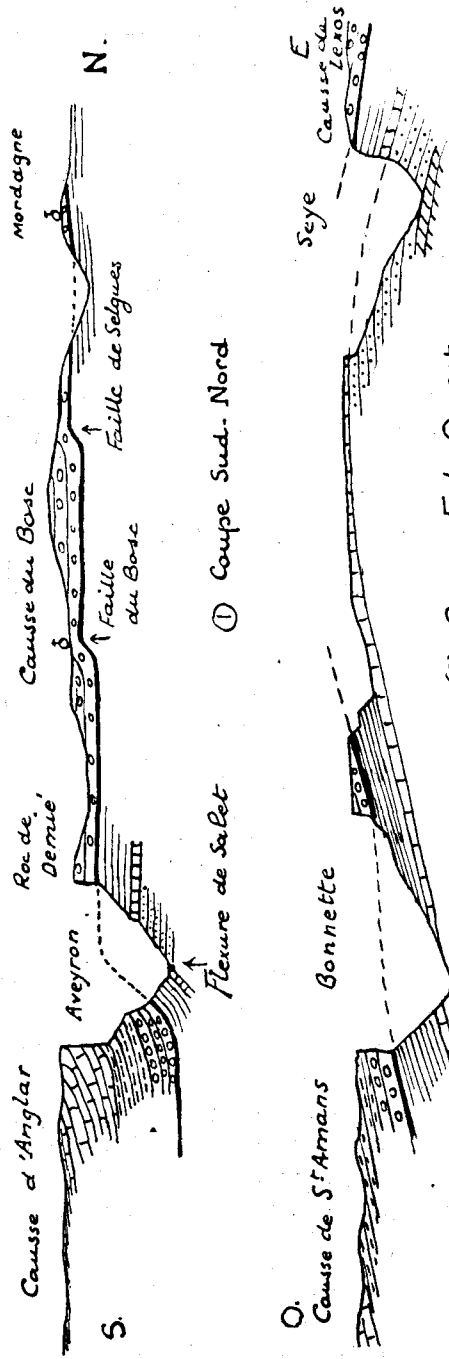 S.
Causse d'Anglar
Aveyron
Roc de
Demié
Causse du Bosc
Mordagne
N.
Flexure de Salet
Faille
du Bosc
Faille de Selgues
① Coupe Sud-Nord
O.
Causse de St Amans
Bonnette
Seye
E
Causse de
Lexos